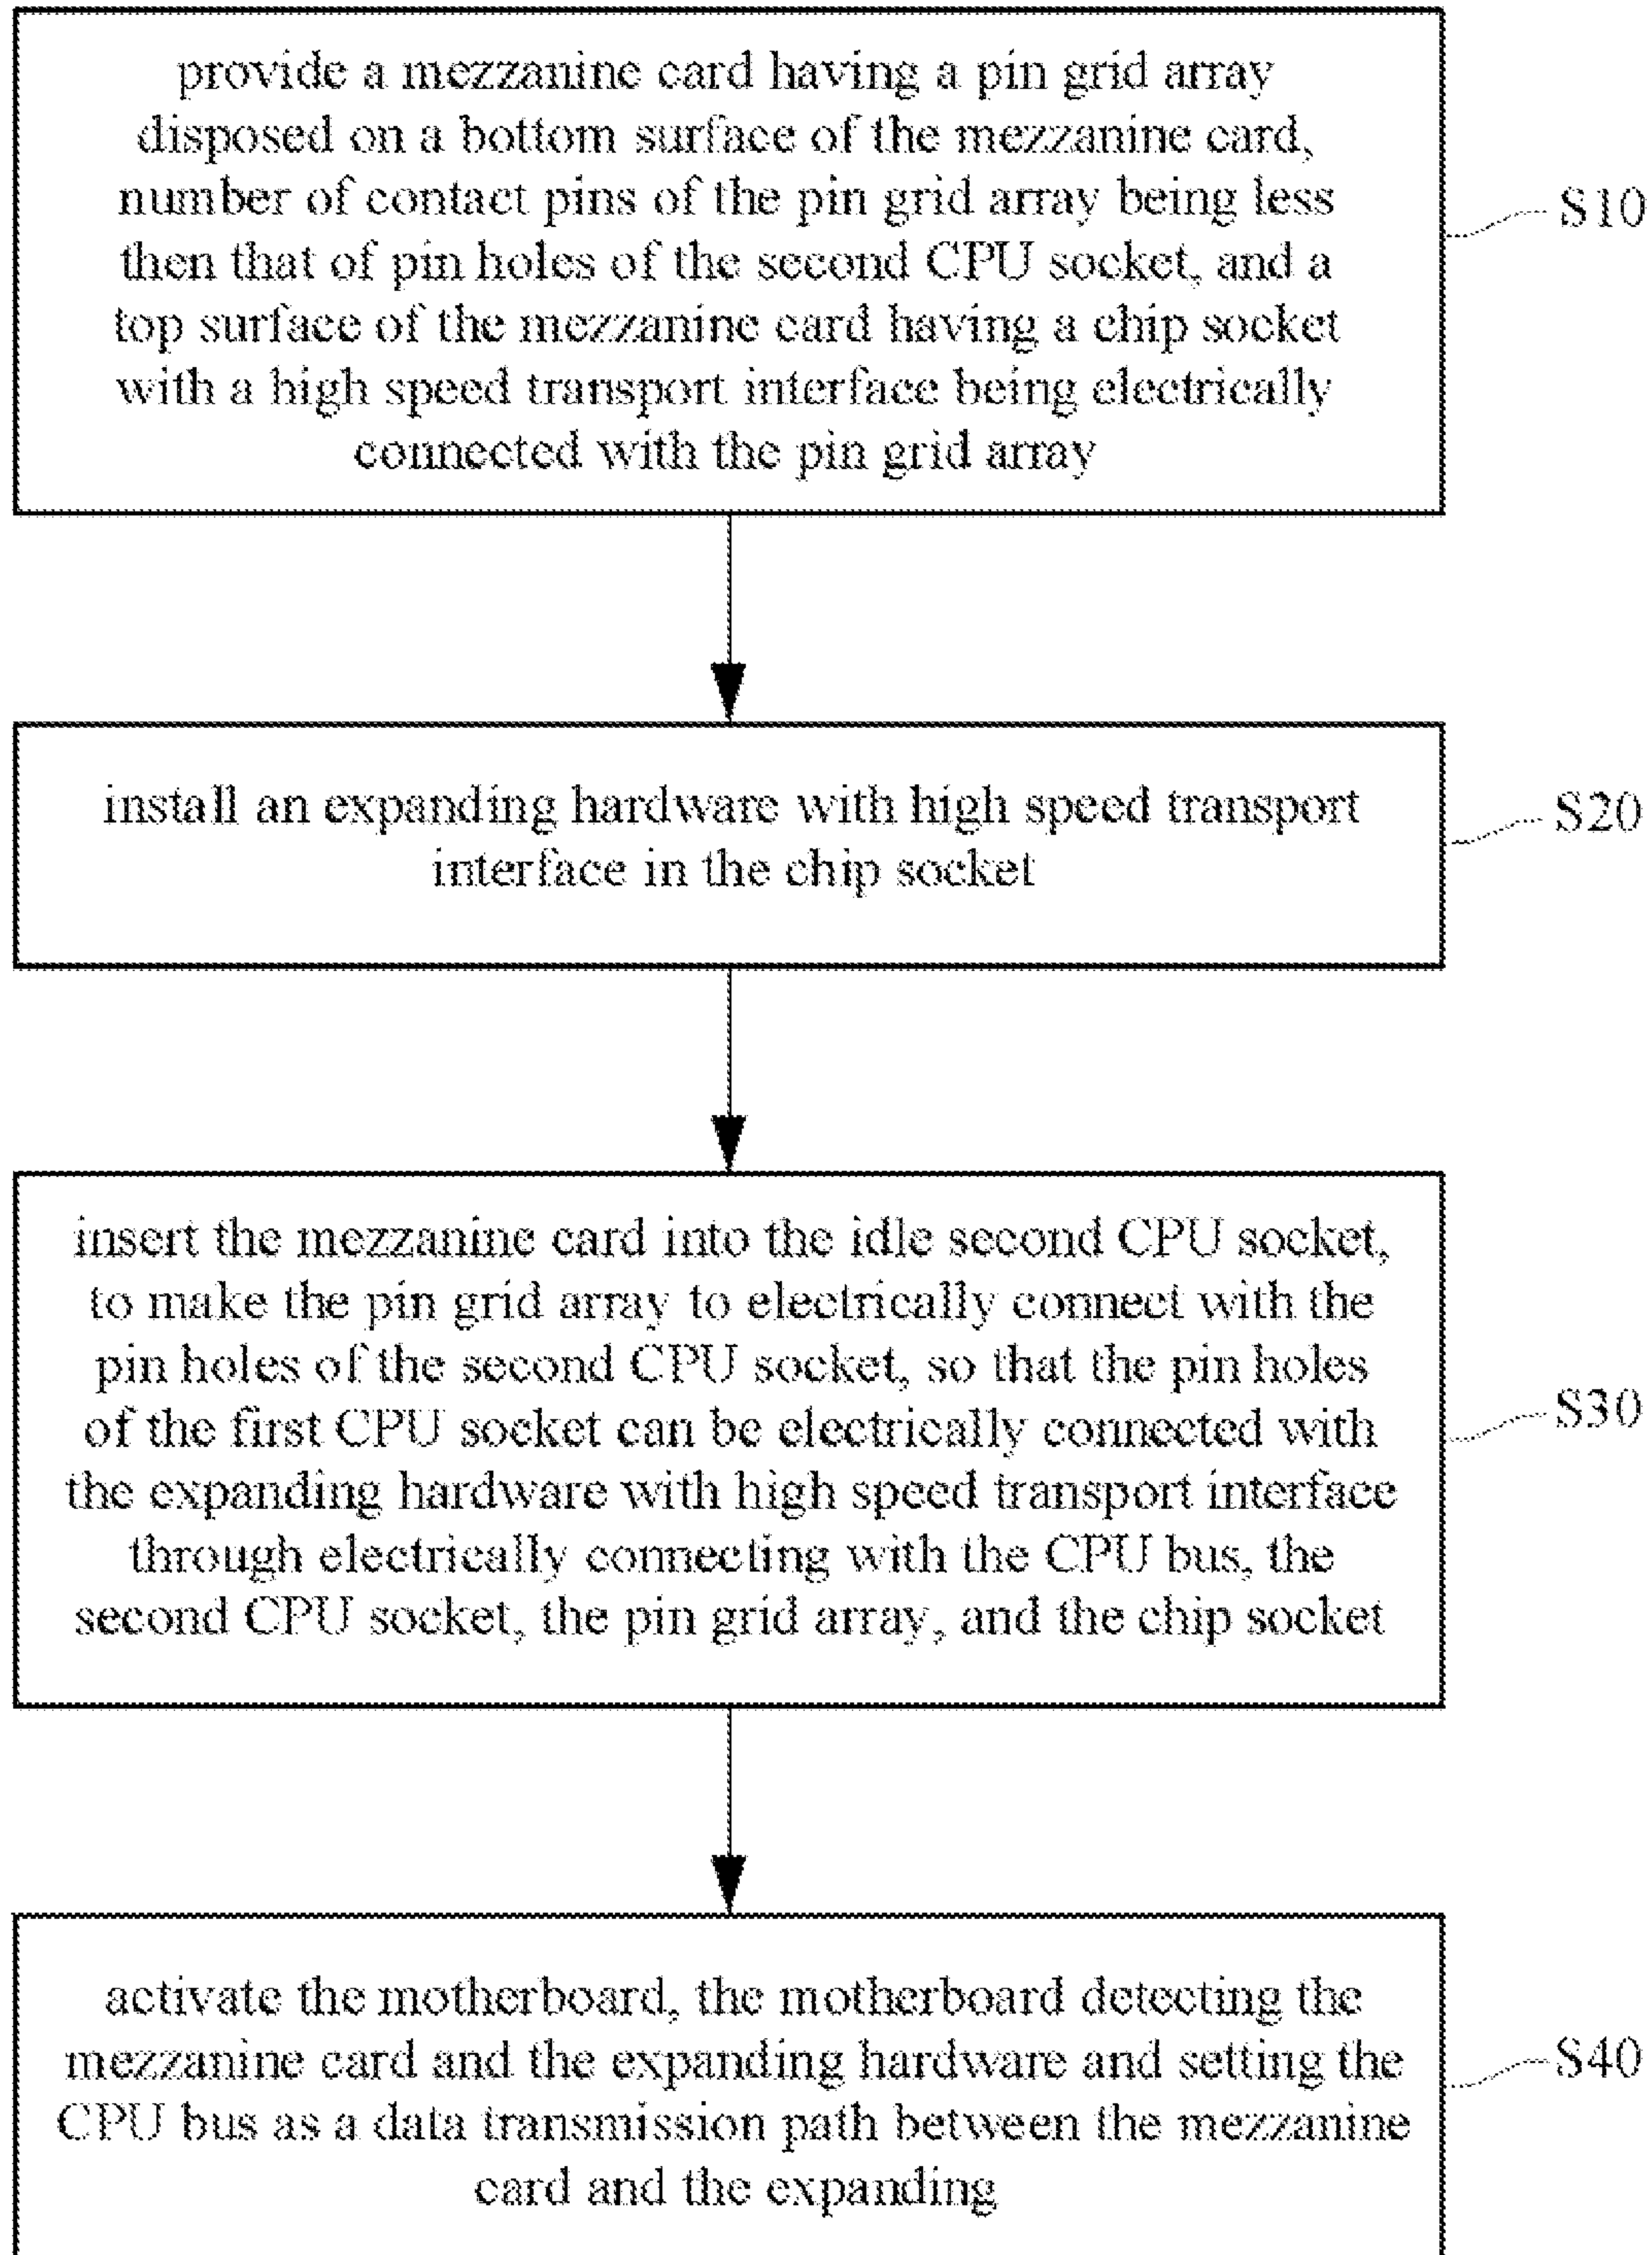 provide a mezzanine card having a pin grid array
disposed on a bottom surface of the mezzanine card,
number of contact pins of the pin grid array being less
then that of pin holes of the second CPU socket, and a
top surface of the mezzanine card having a chip socket
with a high speed transport interface being electrically
connected with the pin grid array
S10
install an expanding hardware with high speed transport
interface in the chip socket
S20
insert the mezzanine card into the idle second CPU socket,
to make the pin grid array to electrically connect with the
pin holes of the second CPU socket, so that the pin holes
of the first CPU socket can be electrically connected with
the expanding hardware with high speed transport interface
through electrically connecting with the CPU bus, the
second CPU socket, the pin grid array, and the chip socket
S30
activate the motherboard, the motherboard detecting the
mezzanine card and the expanding hardware and setting the
CPU bus as a data transmission path between the mezzanine
card and the expanding
S40